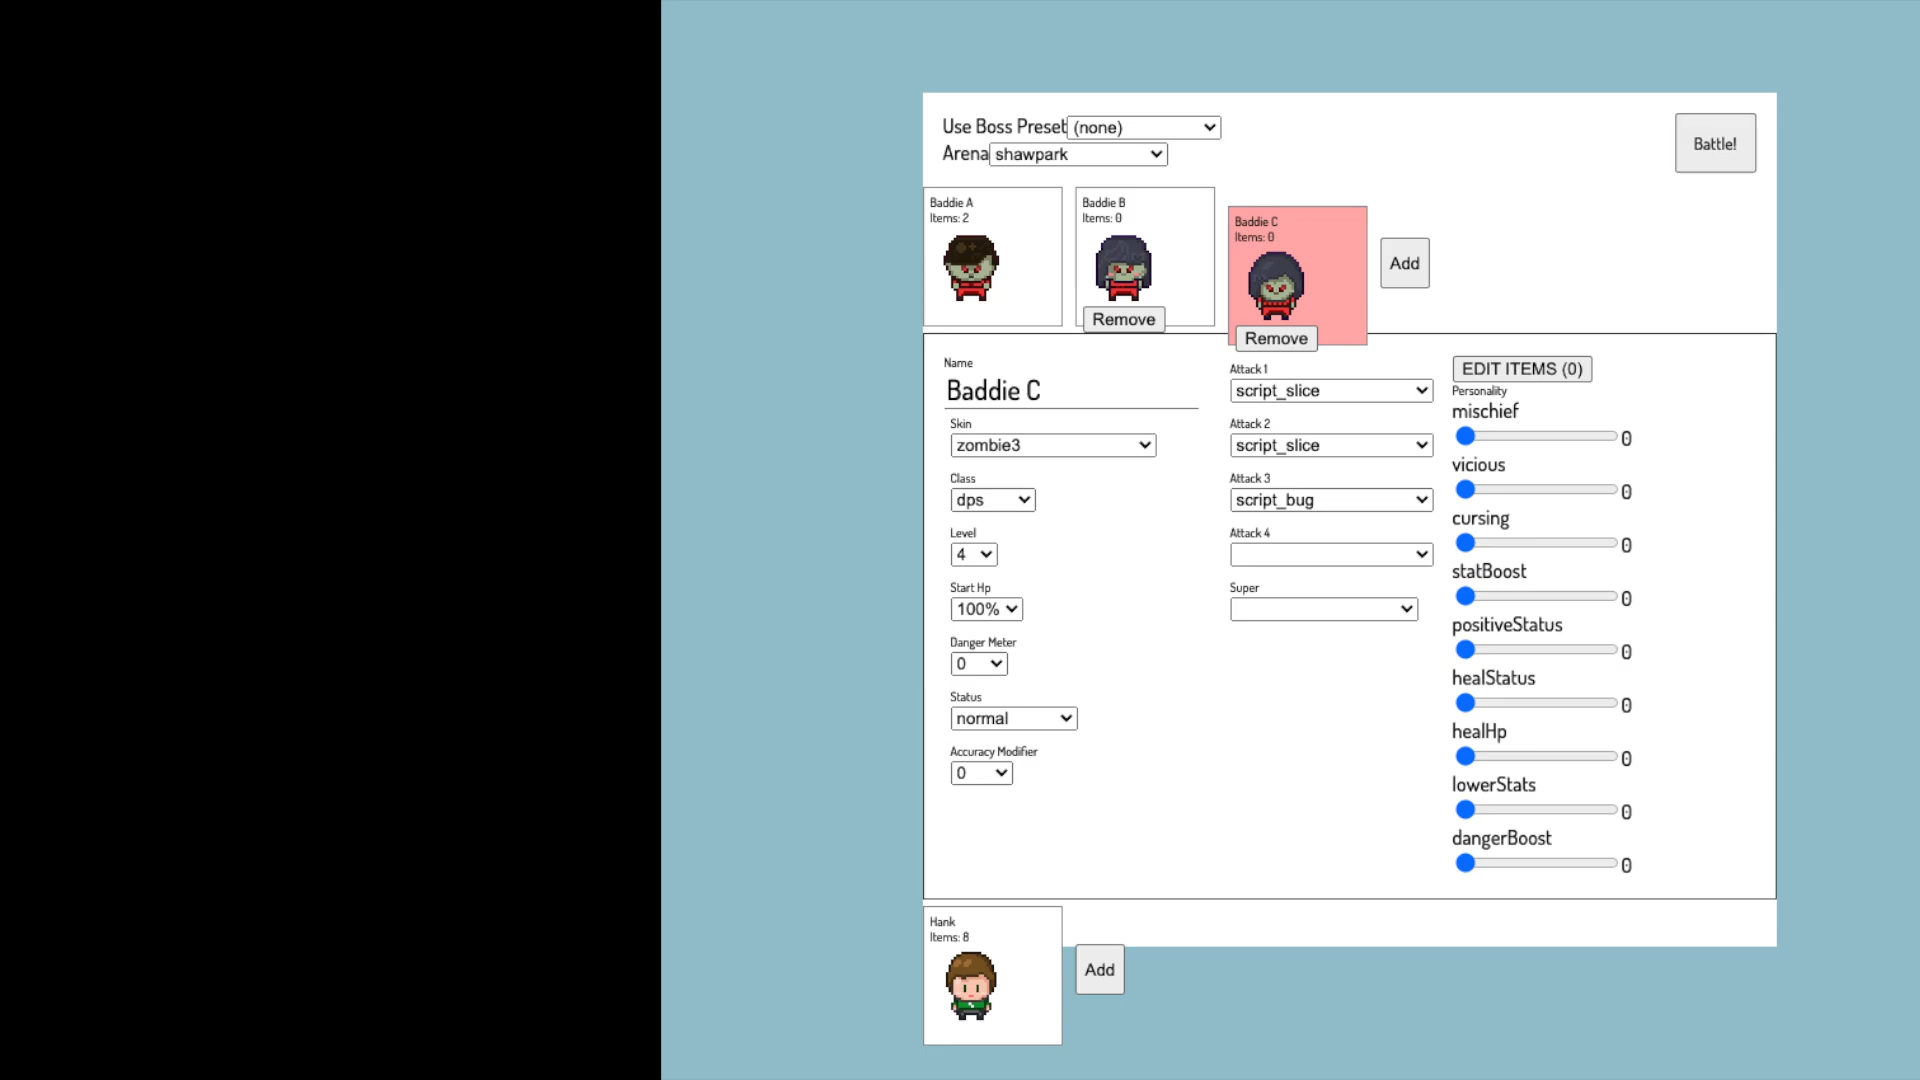 Use Boss Preset (none)
Arena shawpark
Battle!
Baddie A
Items: 2
Baddie B
Items: 0
Remove
Baddie C
Items: 0
Remove
Add
Name
Baddie C
Skin
zombie3
Class
dps
Level
4
Start Hp
100%
Danger Meter
0
Status
normal
Accuracy Modifier
0
Attack 1
script_slice
Attack 2
script_slice
Attack 3
script_bug
Attack 4
Super
EDIT ITEMS (0)
Personality
mischief
0
vicious
0
cursing
0
statBoost
0
positiveStatus
0
healStatus
0
healHp
0
lowerStats
0
dangerBoost
0
Hank
Items: 8
Add